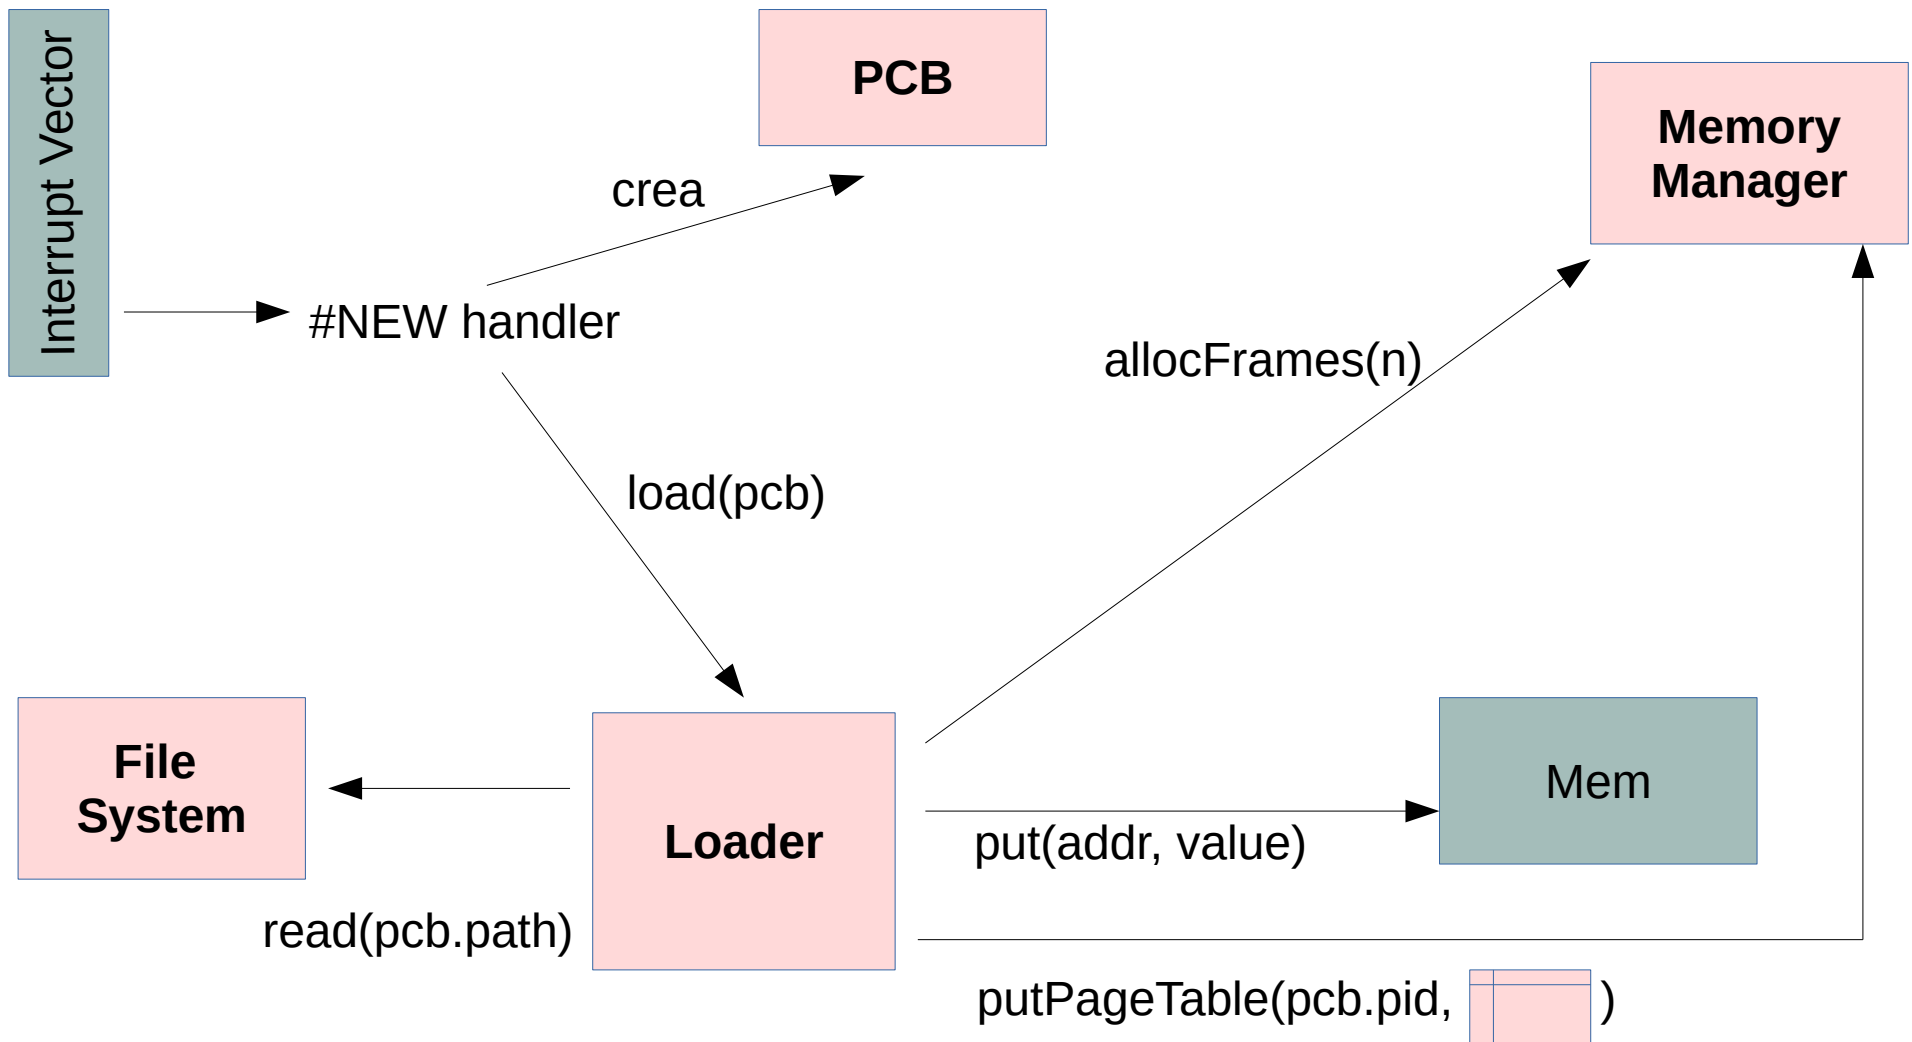 Interrupt Vector
PCB
Memory
Manager
crea
#NEW handler
allocFrames(n)
load(pcb)
File
System
Loader
Mem
put(addr, value)
read(pcb.path)
putPageTable(pcb.pid, )